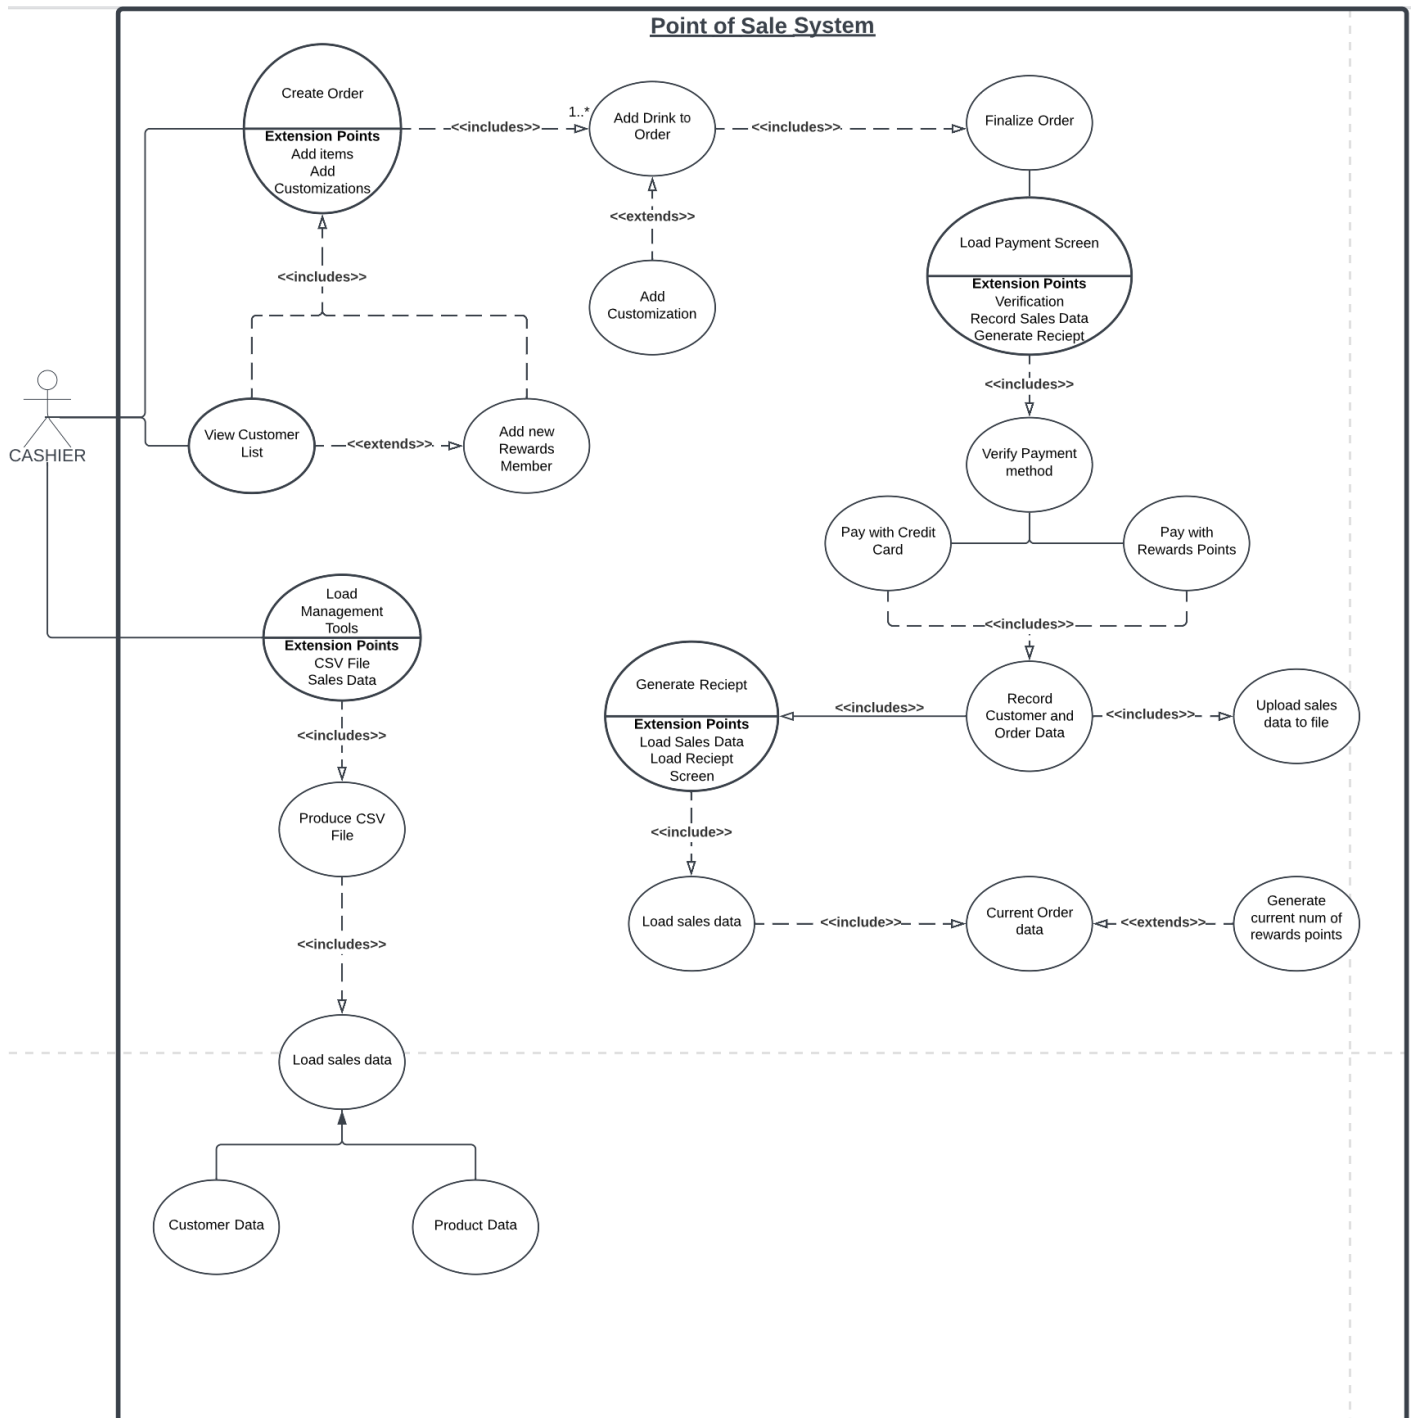 Point of Sale System
Create Order
Extension Points
Add items
Add
Customizations
<<includes>>
1..*
Add Drink to
Order
<<includes>>
Finalize Order
<<extends>>
Add
Customization
Load Payment Screen
Extension Points
Verification
Record Sales Data
Generate Reciept
<<includes>>
<<includes>>
CASHIER
View Customer
List
<<extends>>
Add new
Rewards
Member
Verify Payment
method
Pay with Credit
Card
Pay with
Rewards Points
<<includes>>
Load
Management
Tools
Extension Points
CSV File
Sales Data
<<includes>>
Generate Reciept
Extension Points
Load Sales Data
Load Reciept
Screen
<<includes>>
Record
Customer and
Order Data
<<includes>>
Upload sales
data to file
Produce CSV
File
<<include>>
<<includes>>
Load sales data
<<include>>
Current Order
data
<<extends>>
Generate
current num of
rewards points
Load sales data
Customer Data
Product Data